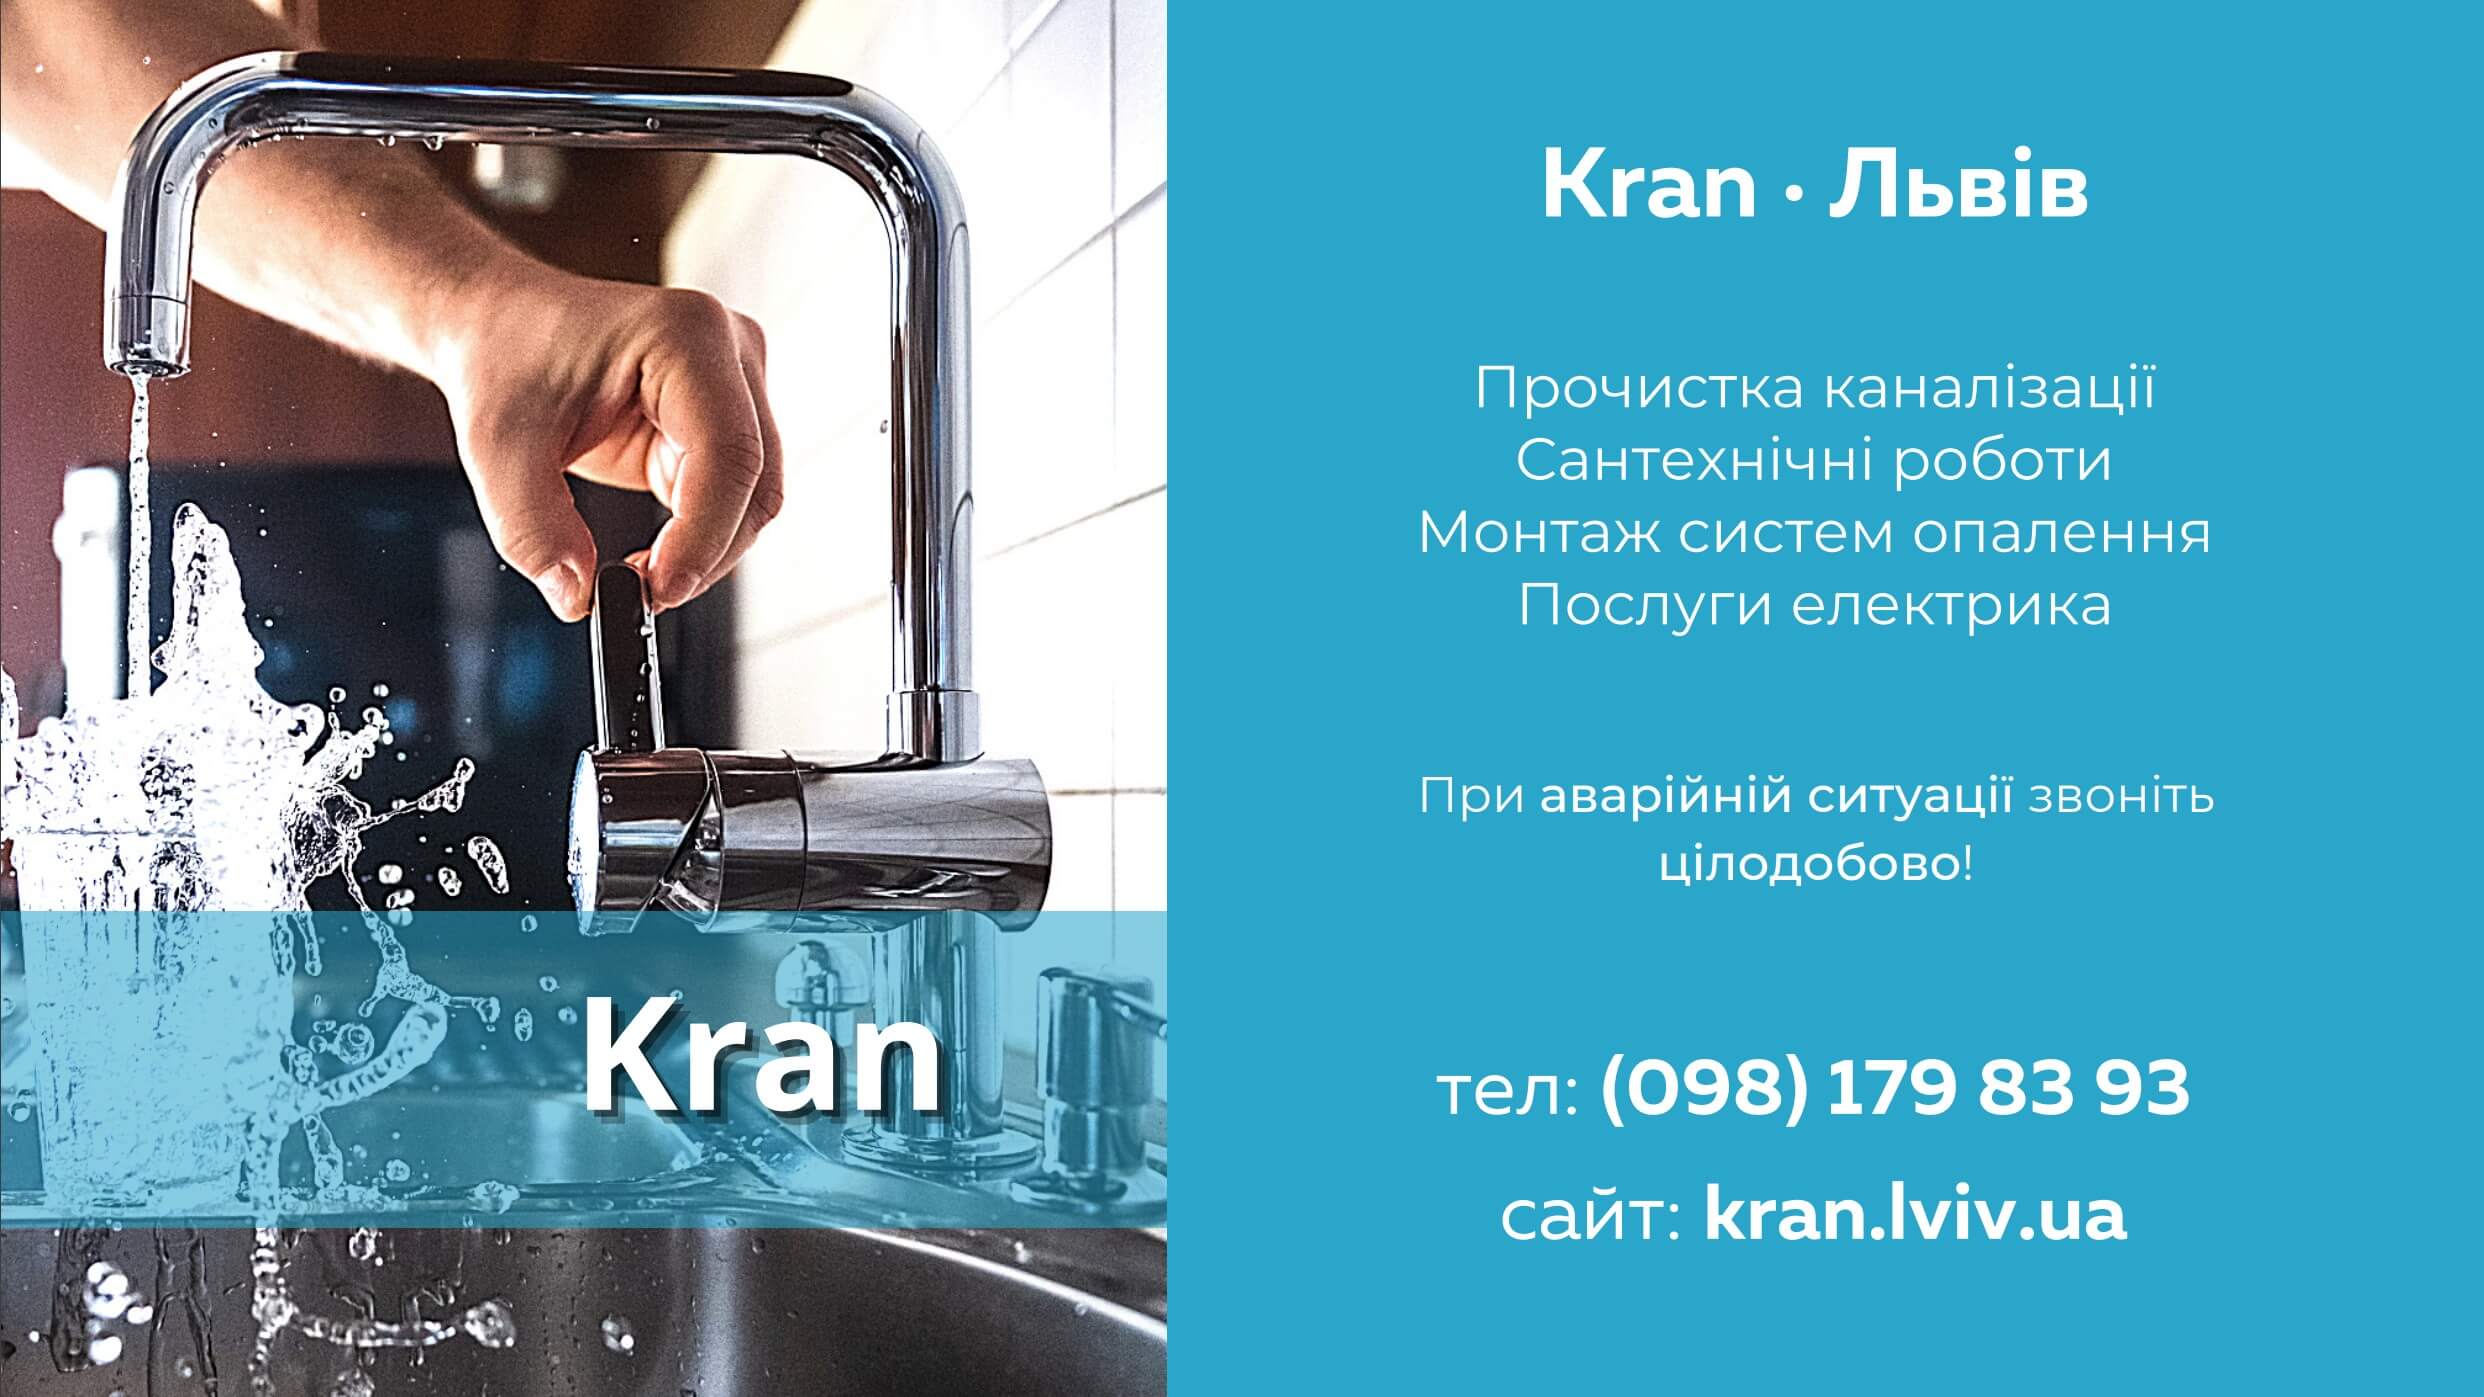 Kran
Kran · Львів
Прочистка каналізації
Сантехнічні роботи
Монтаж систем опалення
Послуги електрика
При аварійній ситуації звоніть
цілодобово!
тел: (098) 179 83 93
сайт: kran.lviv.ua